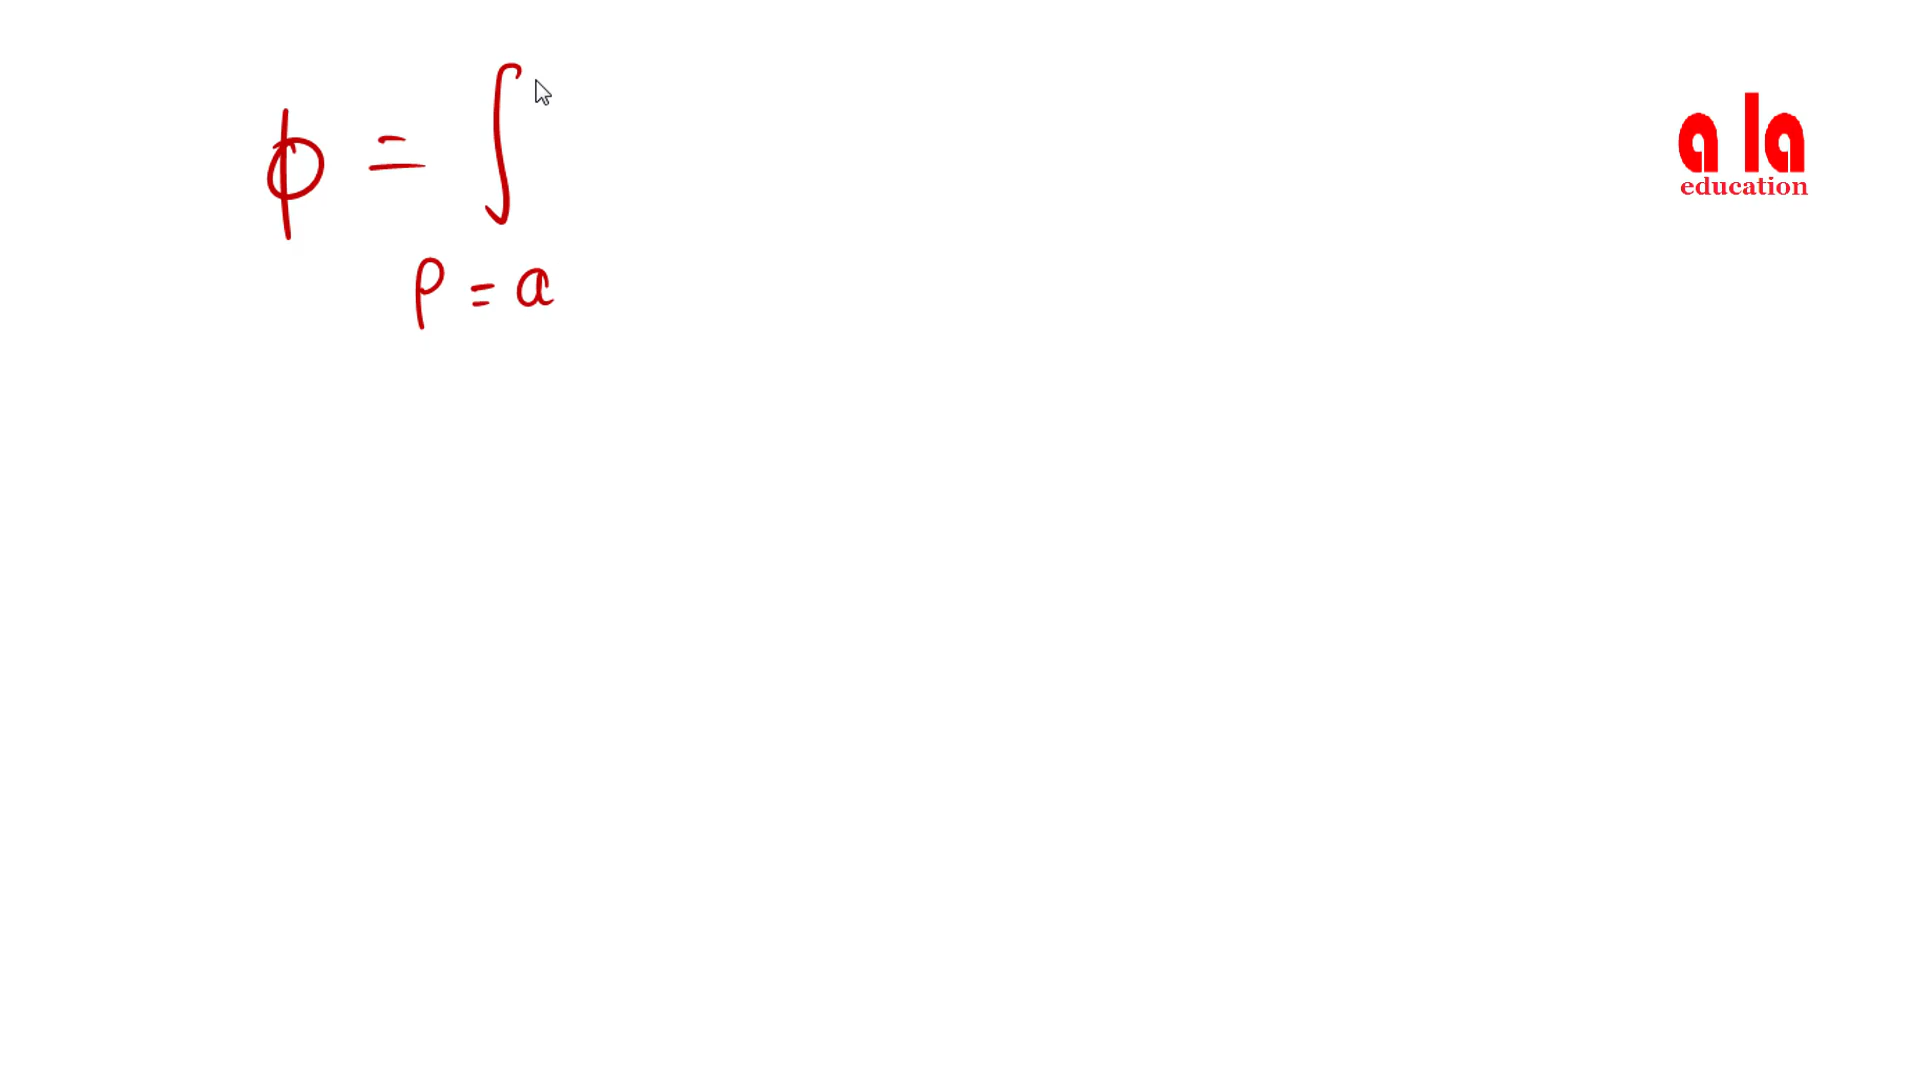 ϕ = ∫
ρ = a
a la
education